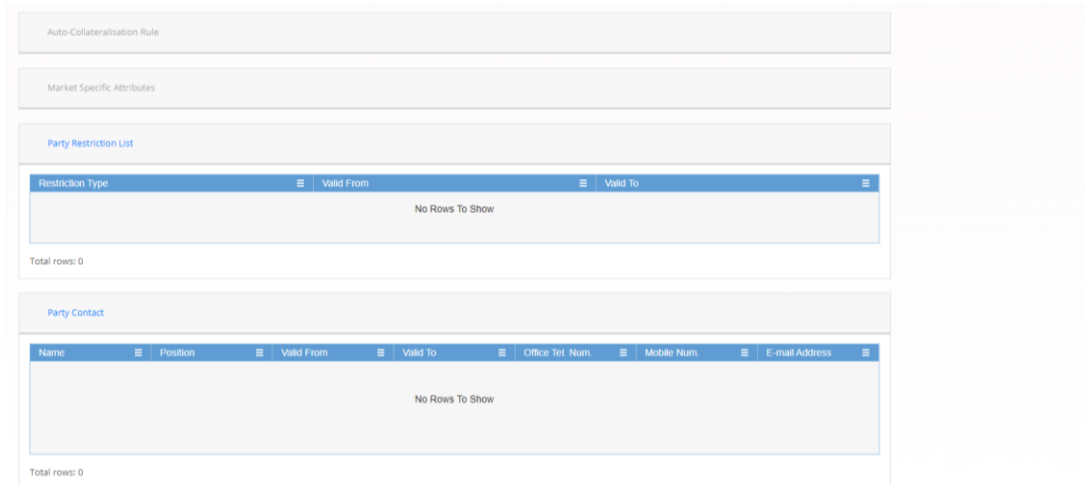 Auto-Collateralisation Rule
Market Specific Attributes
Party Restriction List
Restriction Type Valid From Valid To
No Rows To Show
Total rows: 0
Party Contact
Name Position Valid From Valid To Office Tel. Num. Mobile Num. E-mail Address
No Rows To Show
Total rows: 0